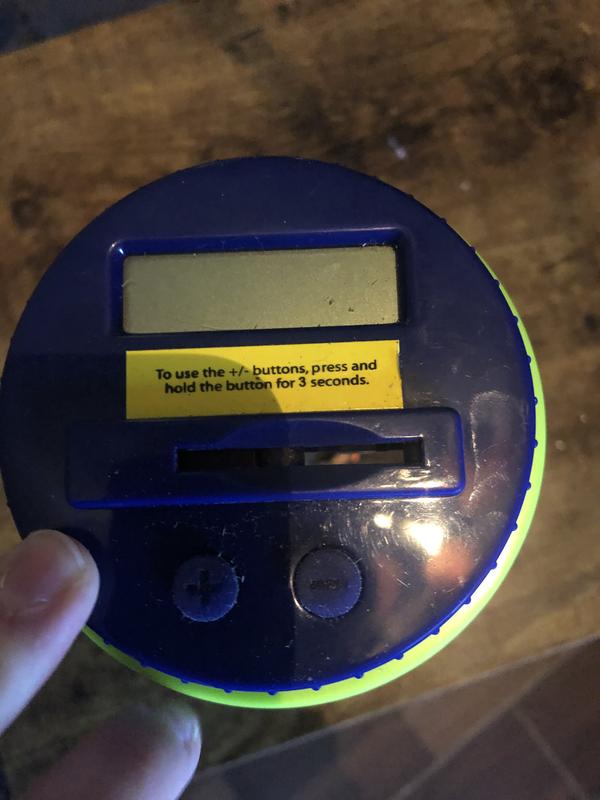 To use the +/- buttons, press and
hold the button for 3 seconds.
+
-